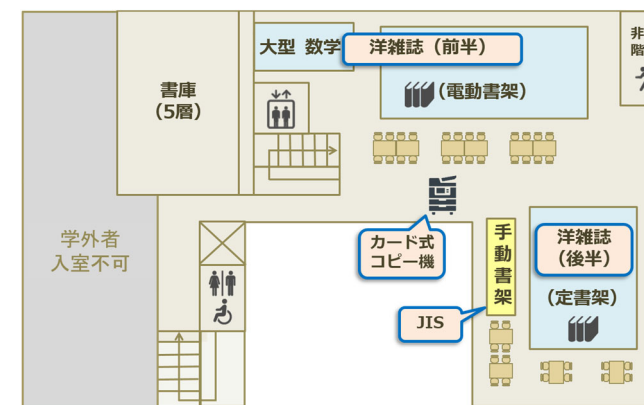 大型 数学
洋雑誌（前半）
非
階
書庫
(5層)
(電動書架)
学外者
入室不可
カード式
コピー機
手動書架
洋雑誌
(後半)
(定書架)
JIS